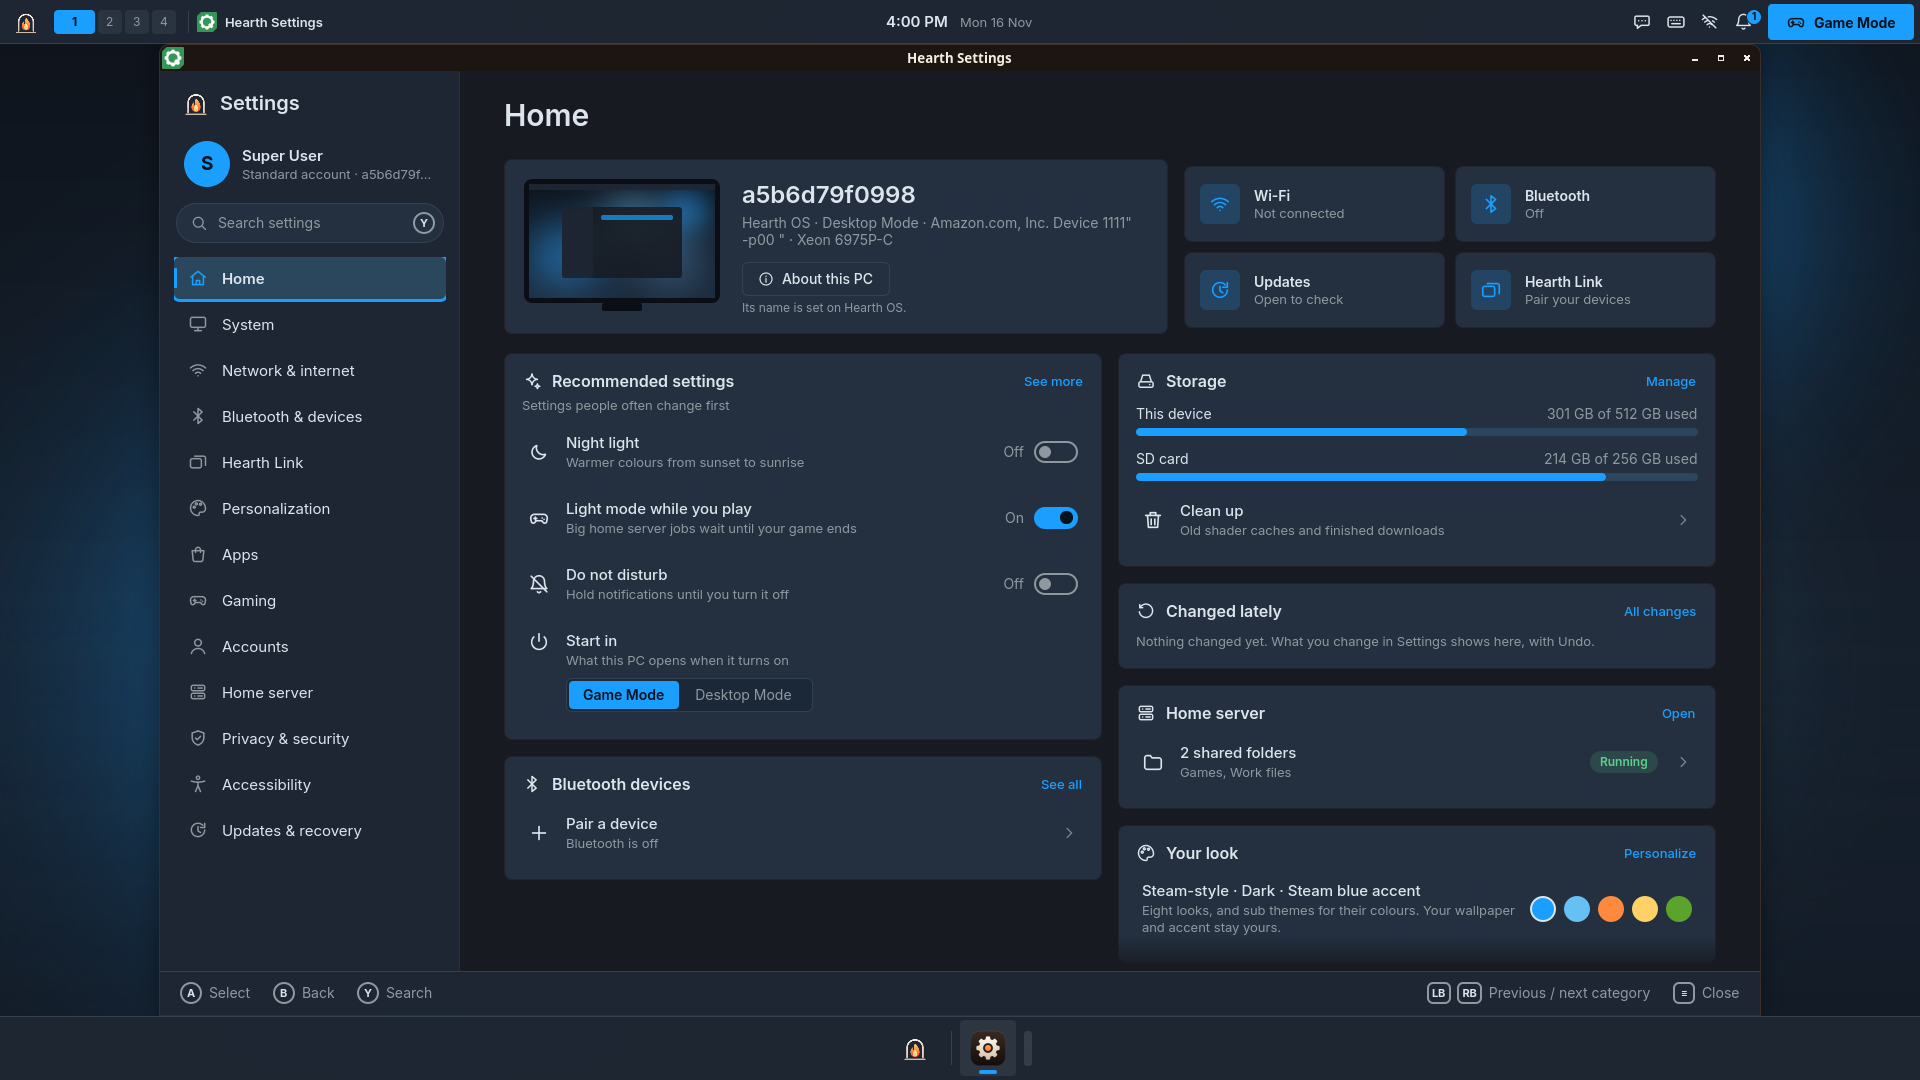 1 2 3 4 Hearth Settings
4:00 PM Mon 16 Nov
1 Game Mode
Hearth Settings
Settings
S
Super User
Standard account · a5b6d79f...
Search settings Y
Home
System
Network & internet
Bluetooth & devices
Hearth Link
Personalization
Apps
Gaming
Accounts
Home server
Privacy & security
Accessibility
Updates & recovery
Home
a5b6d79f0998
Hearth OS · Desktop Mode · Amazon.com, Inc. Device 1111"
-p00 " · Xeon 6975P-C
About this PC
Its name is set on Hearth OS.
Wi-Fi
Not connected
Bluetooth
Off
Updates
Open to check
Hearth Link
Pair your devices
Recommended settings See more
Settings people often change first
Night light
Warmer colours from sunset to sunrise
Off
Light mode while you play
Big home server jobs wait until your game ends
On
Do not disturb
Hold notifications until you turn it off
Off
Start in
What this PC opens when it turns on
Game Mode Desktop Mode
Bluetooth devices See all
Pair a device
Bluetooth is off
Storage Manage
This device 301 GB of 512 GB used
SD card 214 GB of 256 GB used
Clean up
Old shader caches and finished downloads
Changed lately All changes
Nothing changed yet. What you change in Settings shows here, with Undo.
Home server Open
2 shared folders
Games, Work files
Running
Your look Personalize
Steam-style · Dark · Steam blue accent
Eight looks, and sub themes for their colours. Your wallpaper
and accent stay yours.
A Select B Back Y Search
LB RB Previous / next category ≡ Close